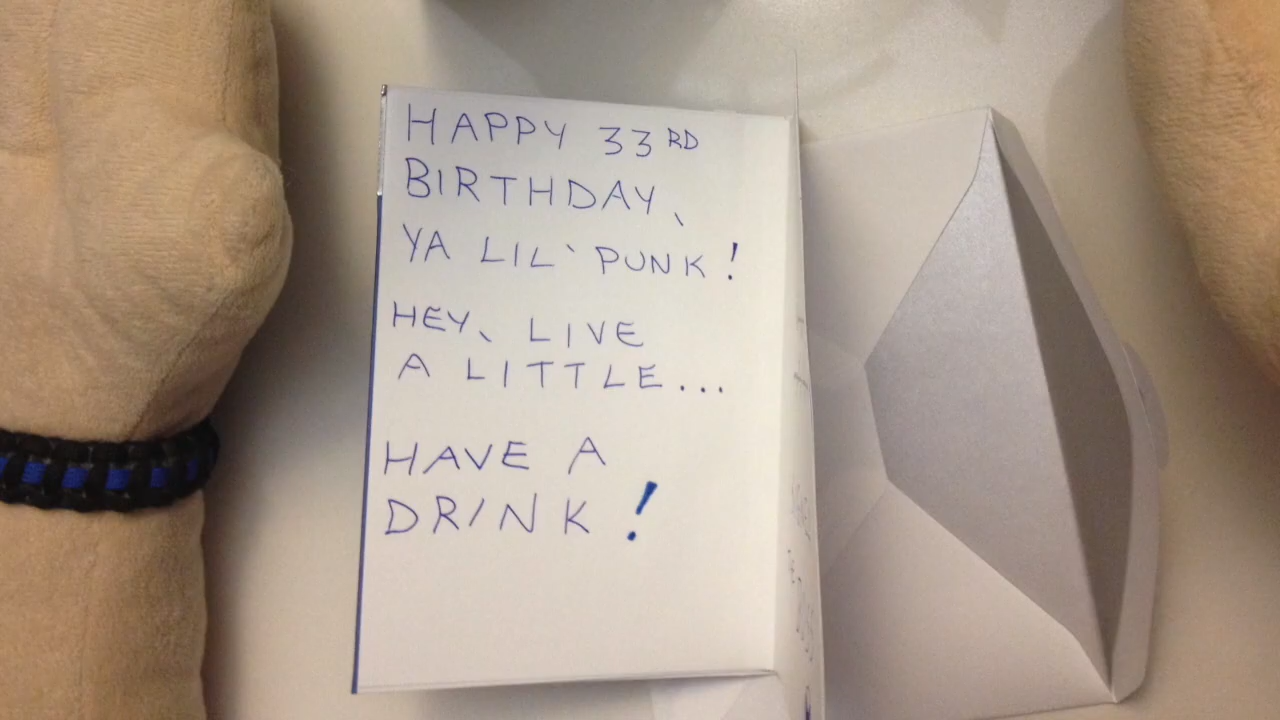 HAPPY 33RD
BIRTHDAY,
YA LIL' PUNK!
HEY, LIVE
A LITTLE...
HAVE A
DRINK!